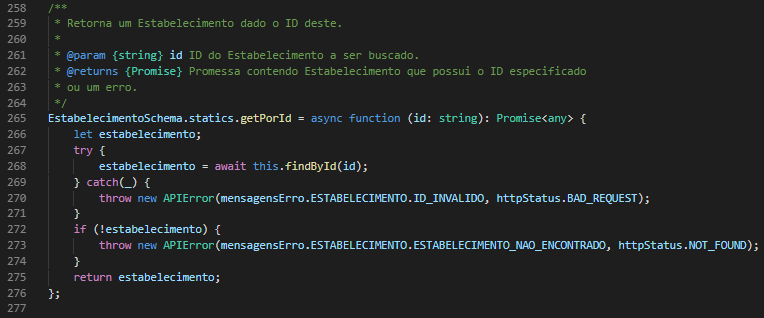 258 /**
259  * Retorna um Estabelecimento dado o ID deste.
260  *
261  * @param {string} id ID do Estabelecimento a ser buscado.
262  * @returns {Promise} Promessa contendo Estabelecimento que possui o ID especificado
263  * ou um erro.
264  */
265 EstabelecimentoSchema.statics.getPorId = async function (id: string): Promise<any> {
266     let estabelecimento;
267     try {
268         estabelecimento = await this.findById(id);
269     } catch(_) {
270         throw new APIError(mensagensErro.ESTABELECIMENTO.ID_INVALIDO, httpStatus.BAD_REQUEST);
271     }
272     if (!estabelecimento) {
273         throw new APIError(mensagensErro.ESTABELECIMENTO.ESTABELECIMENTO_NAO_ENCONTRADO, httpStatus.NOT_FOUND);
274     }
275     return estabelecimento;
276 };
277